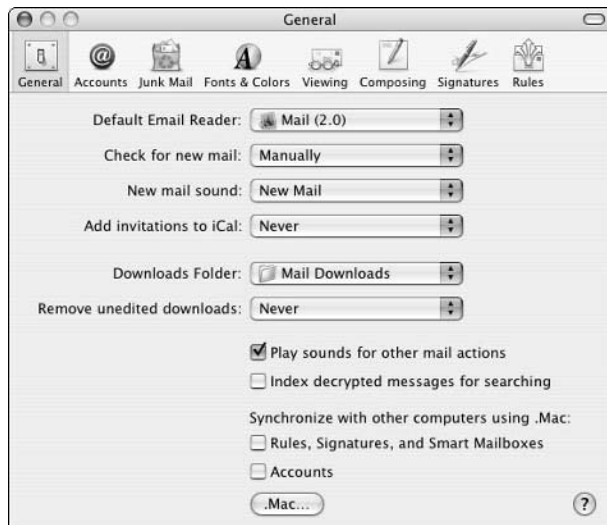 General
General Accounts Junk Mail Fonts & Colors Viewing Composing Signatures Rules
Default Email Reader: Mail (2.0)
Check for new mail: Manually
New mail sound: New Mail
Add invitations to iCal: Never
Downloads Folder: Mail Downloads
Remove unedited downloads: Never
Play sounds for other mail actions
Index decrypted messages for searching
Synchronize with other computers using .Mac:
Rules, Signatures, and Smart Mailboxes
Accounts
.Mac... ?